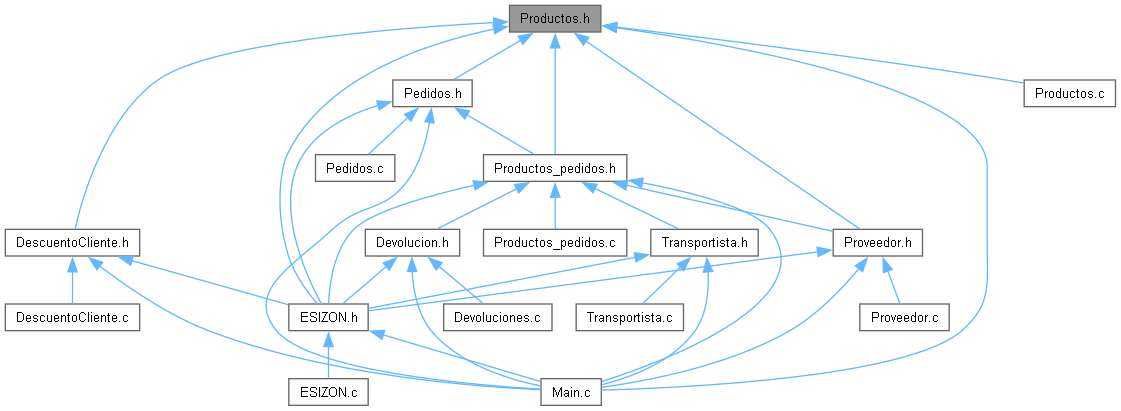 Productos.h
Pedidos.h
Productos.c
Pedidos.c
Productos_pedidos.h
DescuentoCliente.h
Devolucion.h
Productos_pedidos.c
Transportista.h
Proveedor.h
DescuentoCliente.c
ESIZON.h
Devoluciones.c
Transportista.c
Proveedor.c
ESIZON.c
Main.c